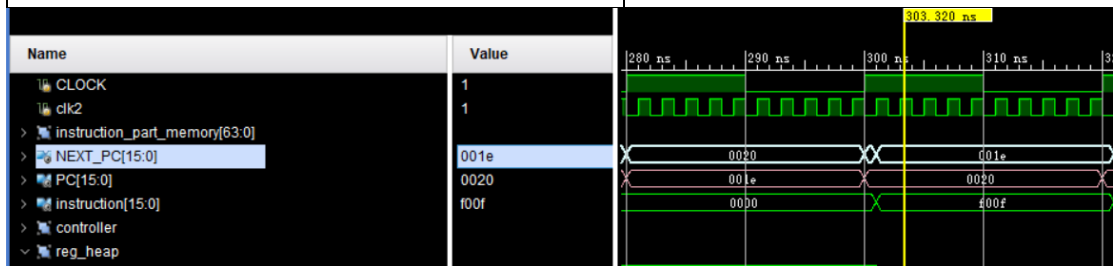 303.320 ns
Name Value 280 ns 290 ns 300 ns 310 ns
CLOCK 1
clk2 1
instruction_part_memory[63:0]
NEXT_PC[15:0] 001e 0020 001e
PC[15:0] 0020 001e 0020
instruction[15:0] f00f 0000 f00f
controller
reg_heap